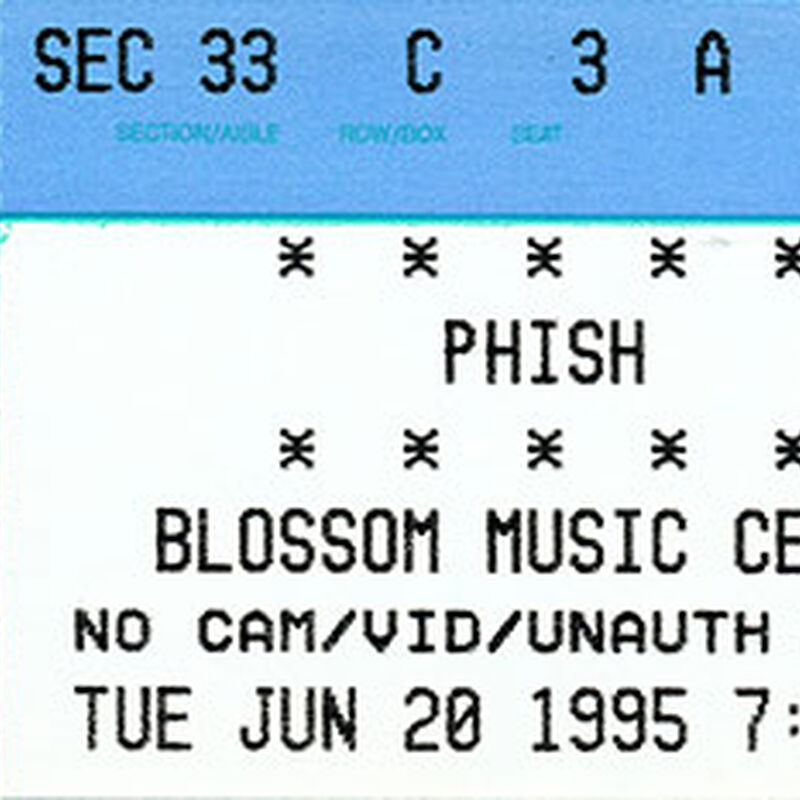 SEC 33 C 3 A
SECTION/AISLE ROW/BOX SEAT
* * * * *
PHISH
* * * * *
BLOSSOM MUSIC CE
NO CAM/VID/UNAUTH
TUE JUN 20 1995 7: